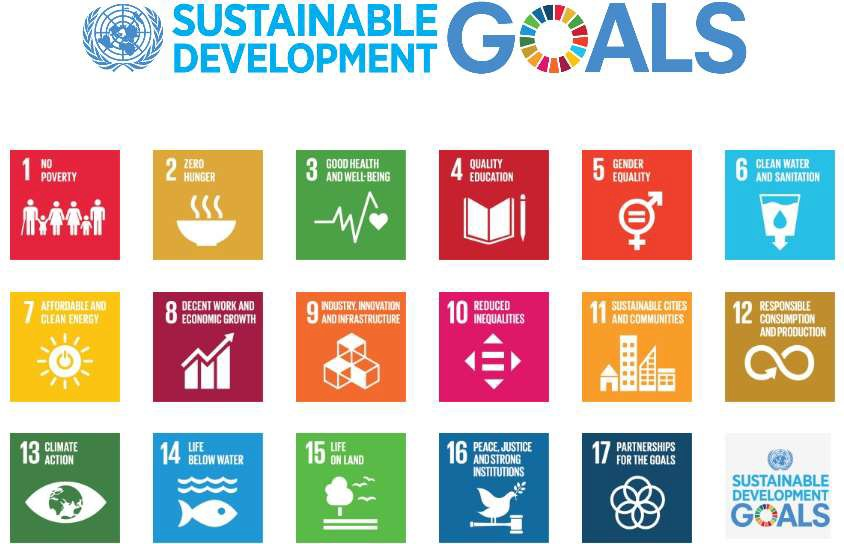 SUSTAINABLE
DEVELOPMENT
GOALS
1 NO
POVERTY
2 ZERO
HUNGER
3 GOOD HEALTH
AND WELL-BEING
4 QUALITY
EDUCATION
5 GENDER
EQUALITY
6 CLEAN WATER
AND SANITATION
7 AFFORDABLE AND
CLEAN ENERGY
8 DECENT WORK AND
ECONOMIC GROWTH
9 INDUSTRY, INNOVATION
AND INFRASTRUCTURE
10 REDUCED
INEQUALITIES
11 SUSTAINABLE CITIES
AND COMMUNITIES
12 RESPONSIBLE
CONSUMPTION
AND PRODUCTION
13 CLIMATE
ACTION
14 LIFE
BELOW WATER
15 LIFE
ON LAND
16 PEACE, JUSTICE
AND STRONG
INSTITUTIONS
17 PARTNERSHIPS
FOR THE GOALS
SUSTAINABLE
DEVELOPMENT
GOALS